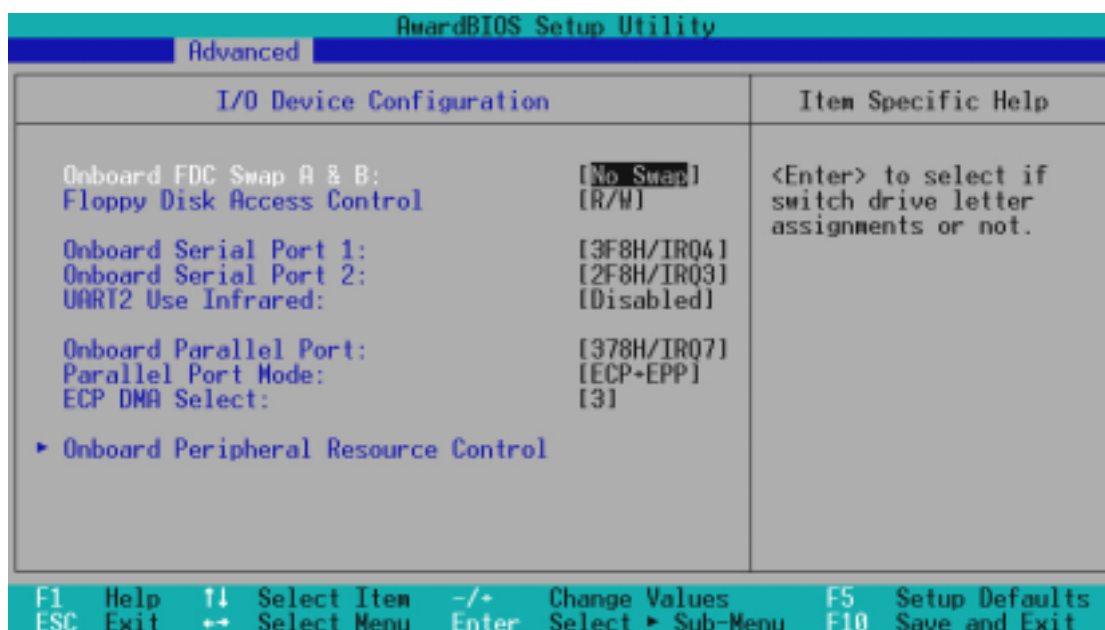 AwardBIOS Setup Utility
Advanced
I/O Device Configuration
Item Specific Help
Onboard FDC Swap A & B: [No Swap]
Floppy Disk Access Control [R/W]
Onboard Serial Port 1: [3F8H/IRQ4]
Onboard Serial Port 2: [2F8H/IRQ3]
UART2 Use Infrared: [Disabled]
Onboard Parallel Port: [378H/IRQ7]
Parallel Port Mode: [ECP+EPP]
ECP DMA Select: [3]
▸ Onboard Peripheral Resource Control
<Enter> to select if
switch drive letter
assignments or not.
F1 Help ↑↓ Select Item -/+ Change Values F5 Setup Defaults
ESC Exit ←→ Select Menu Enter Select ▸ Sub-Menu F10 Save and Exit